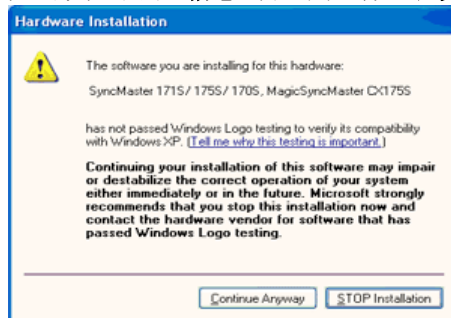 Hardware Installation
The software you are installing for this hardware:
SyncMaster 171S/ 175S/ 170S, MagicSyncMaster CX175S
has not passed Windows Logo testing to verify its compatibility
with Windows XP. (Tell me why this testing is important.)
Continuing your installation of this software may impair
or destabilize the correct operation of your system
either immediately or in the future. Microsoft strongly
recommends that you stop this installation now and
contact the hardware vendor for software that has
passed Windows Logo testing.
Continue Anyway STOP Installation